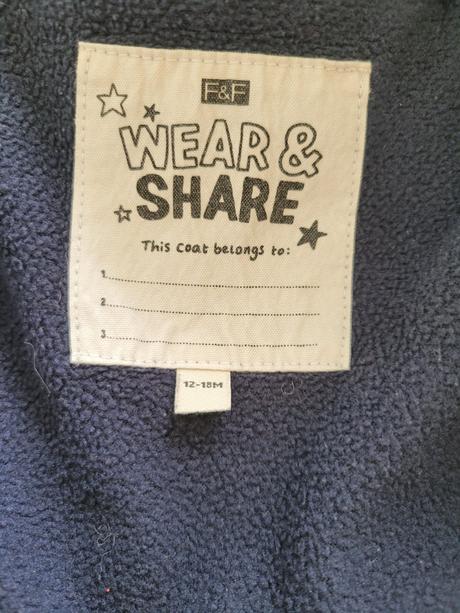 F&F
WEAR &
SHARE
This coat belongs to:
1.
2.
3.
12-18M